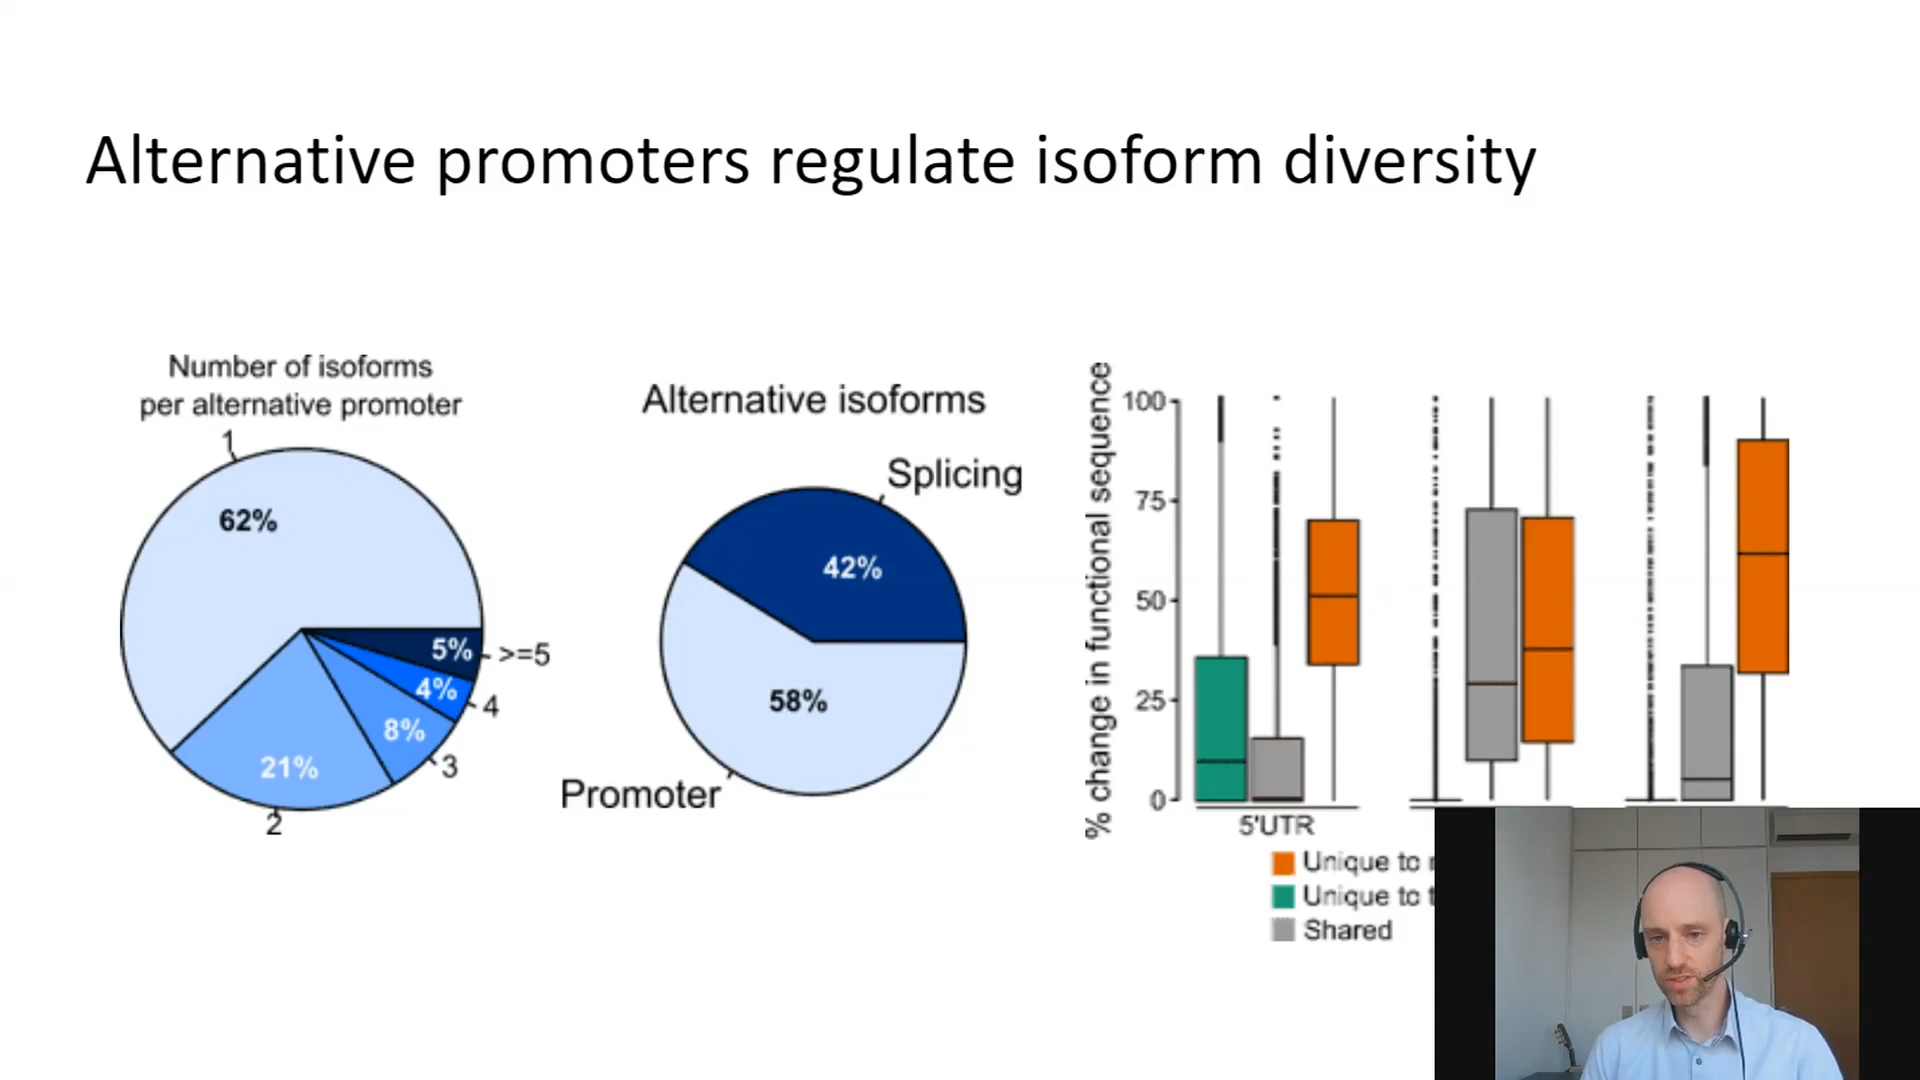 Alternative promoters regulate isoform diversity
Number of isoforms
per alternative promoter
1
62%
5%
>=5
4%
4
8%
3
21%
2
Alternative isoforms
Splicing
42%
58%
Promoter
% change in functional sequence
100
75
50
25
0
5'UTR
Unique to
Unique to
Shared